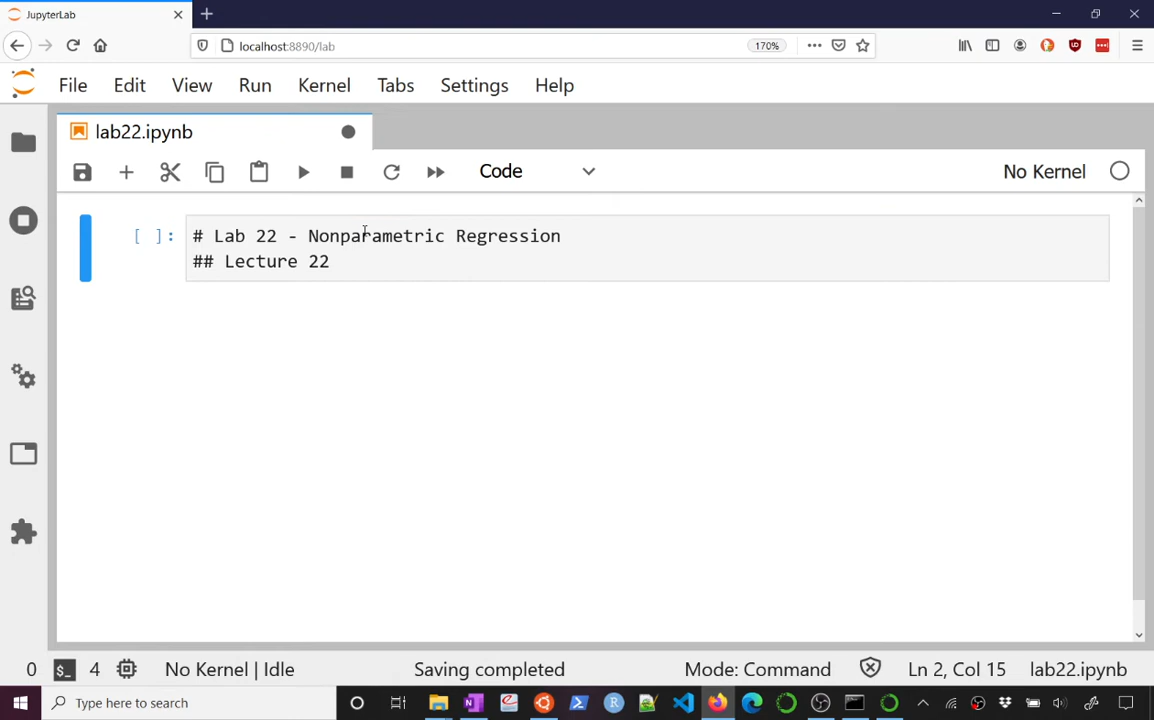 JupyterLab
localhost:8890/lab
170%
File Edit View Run Kernel Tabs Settings Help
lab22.ipynb
Code
No Kernel
[ ]:
# Lab 22 - Nonparametric Regression
## Lecture 22
0
4
No Kernel | Idle
Saving completed
Mode: Command
Ln 2, Col 15
lab22.ipynb
Type here to search